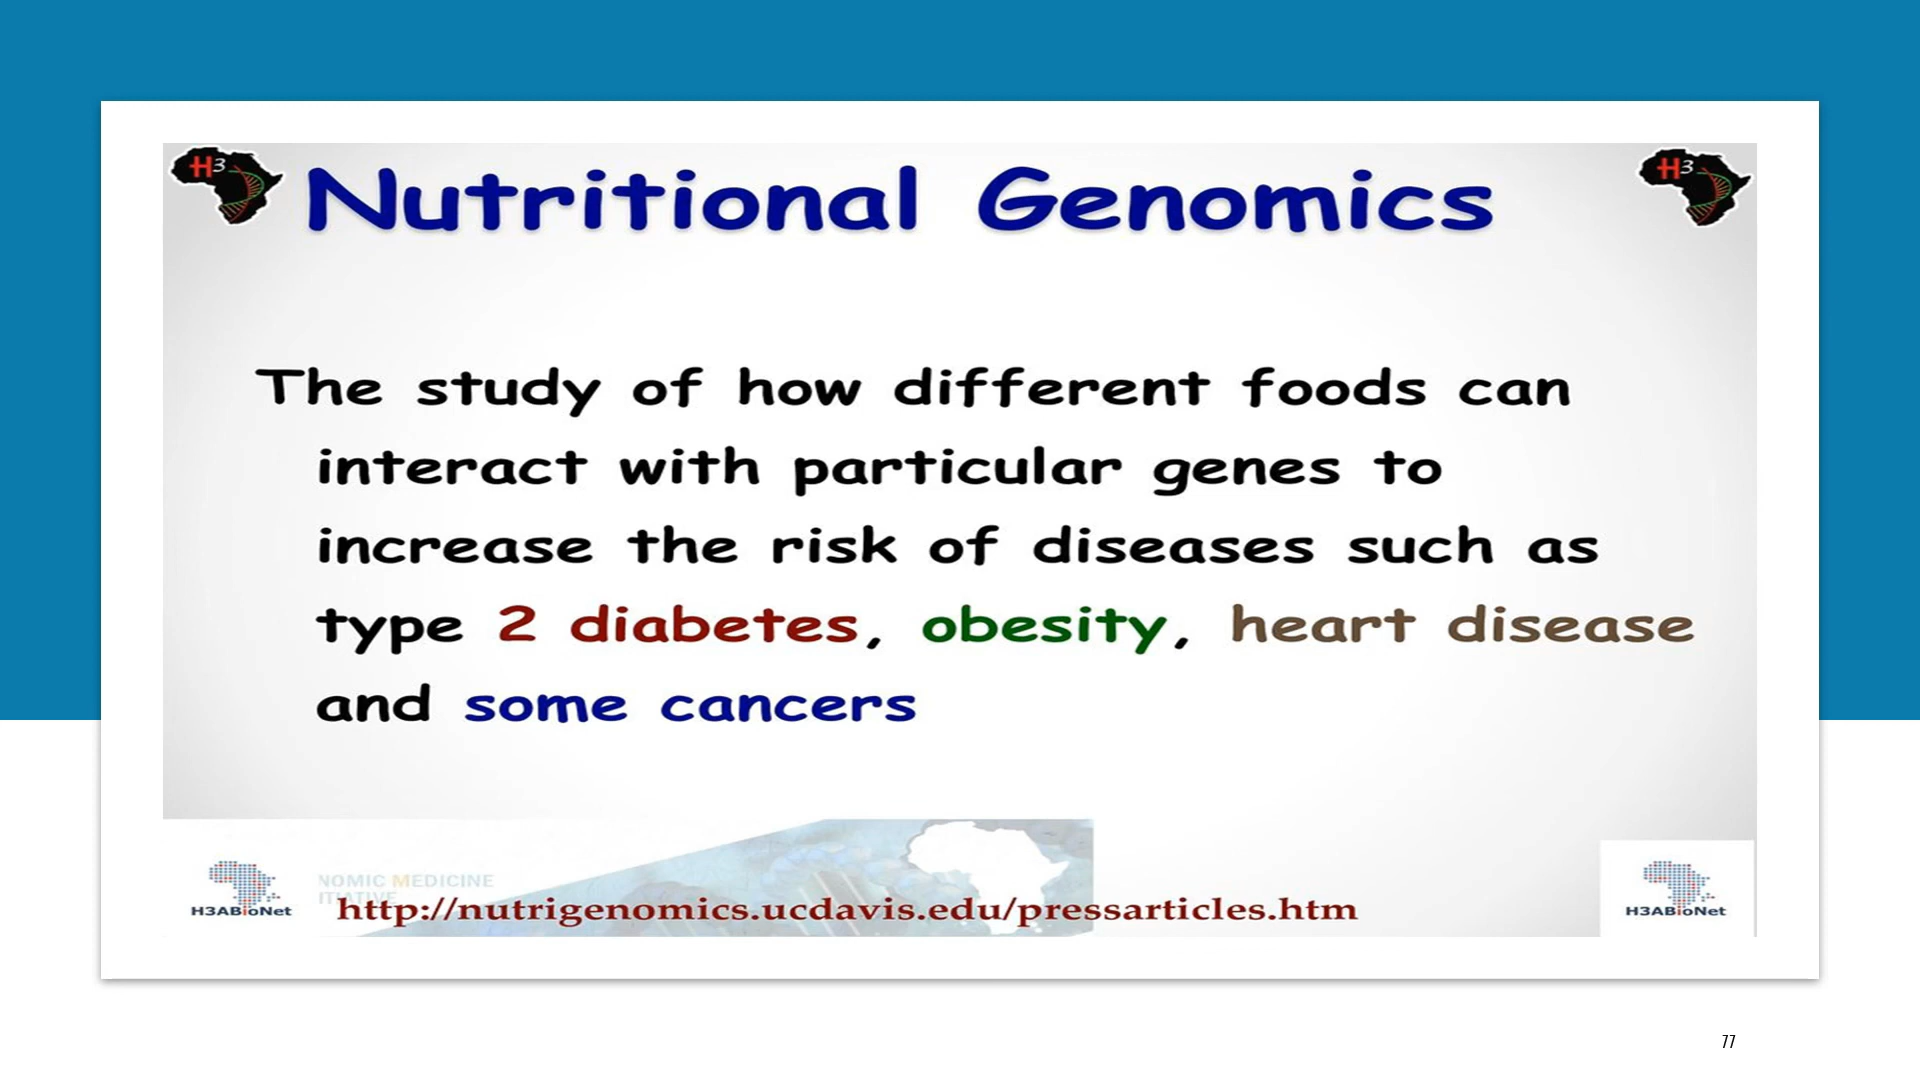 H3
Nutritional Genomics
H3
The study of how different foods can
interact with particular genes to
increase the risk of diseases such as
type 2 diabetes, obesity, heart disease
and some cancers
NOMIC MEDICINE
ITIATIVE
H3ABioNet
http://nutrigenomics.ucdavis.edu/pressarticles.htm
H3ABioNet
77